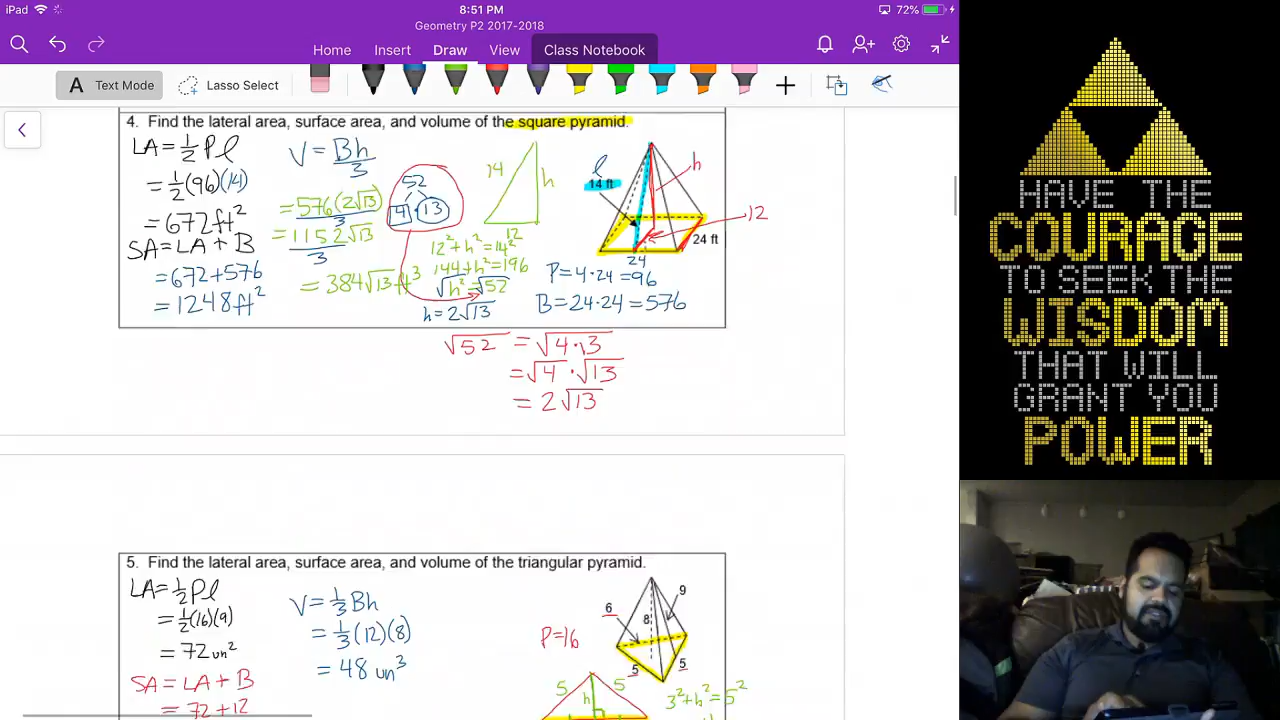 iPad 8:51 PM 72%
Geometry P2 2017-2018
Home Insert Draw View Class Notebook
A Text Mode Lasso Select
4. Find the lateral area, surface area, and volume of the square pyramid.
LA = 1/2 Pl
= 1/2 (96)(14)
= 672 ft²
SA = LA + B
= 672 + 576
= 1248 ft²
V = Bh/3
= 576(2√13)/3
= 1152√13/3
= 384√13 ft³
52
4 · 13
14
h
12
12² + h² = 14²
144 + h² = 196
√h² = √52
h = 2√13
l
14 ft
h
12
24 ft
24
P = 4·24 = 96
B = 24·24 = 576
√52 = √4·13
= √4 · √13
= 2√13
5. Find the lateral area, surface area, and volume of the triangular pyramid.
LA = 1/2 Pl
= 1/2 (16)(9)
= 72 un²
SA = LA + B
= 72 + 12
V = 1/3 Bh
= 1/3 (12)(8)
= 48 un³
P = 16
6
8
9
5
5
5
5
h
3² + h² = 5²
HAVE THE
COURAGE
TO SEEK THE
WISDOM
THAT WILL
GRANT YOU
POWER